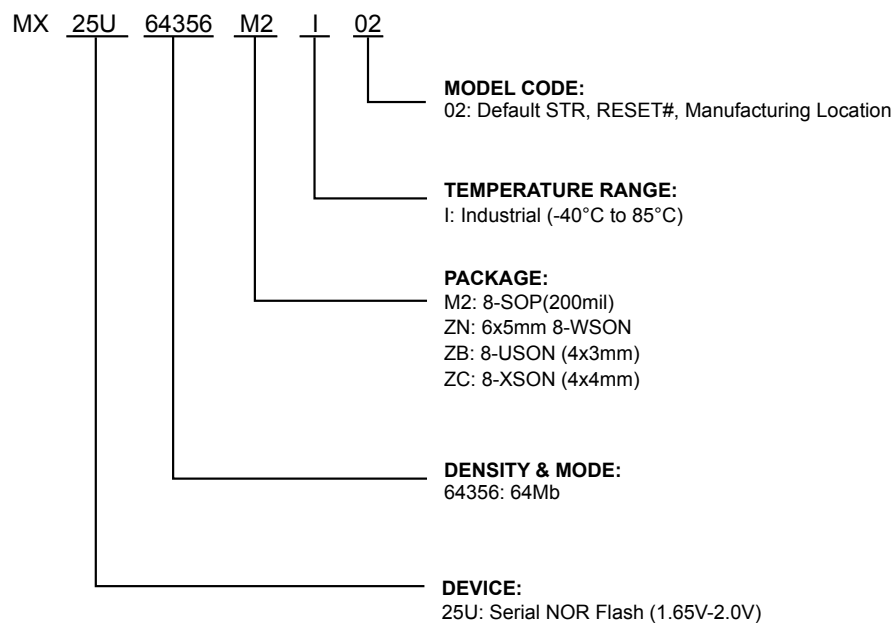 MX 25U 64356 M2 I 02
MODEL CODE:
02: Default STR, RESET#, Manufacturing Location
TEMPERATURE RANGE:
I: Industrial (-40°C to 85°C)
PACKAGE:
M2: 8-SOP(200mil)
ZN: 6x5mm 8-WSON
ZB: 8-USON (4x3mm)
ZC: 8-XSON (4x4mm)
DENSITY & MODE:
64356: 64Mb
DEVICE:
25U: Serial NOR Flash (1.65V-2.0V)